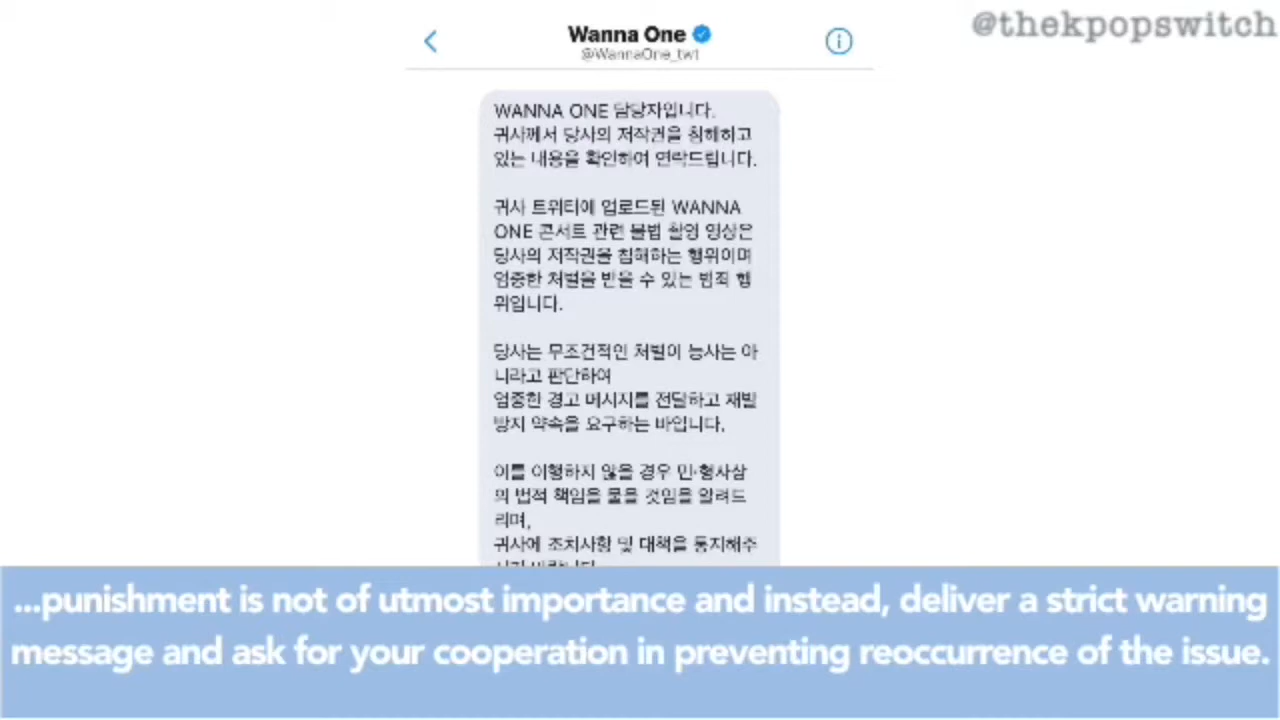 @thekpopswitch
Wanna One
@WannaOne_twt
WANNA ONE 담당자입니다.
귀사께서 당사의 저작권을 침해하고
있는 내용을 확인하여 연락드립니다.
귀사 트위터에 업로드된 WANNA
ONE 콘서트 관련 불법 촬영 영상은
당사의 저작권을 침해하는 행위이며
엄중한 처벌을 받을 수 있는 범죄 행
위입니다.
당사는 무조건적인 처벌이 능사는 아
니라고 판단하여
엄중한 경고 메시지를 전달하고 재발
방지 약속을 요구하는 바입니다.
이를 이행하지 않을 경우 민·형사상
의 법적 책임을 물을 것임을 알려드
리며,
귀사에 조치사항 및 대책을 통지해주
...punishment is not of utmost importance and instead, deliver a strict warning
message and ask for your cooperation in preventing reoccurrence of the issue.